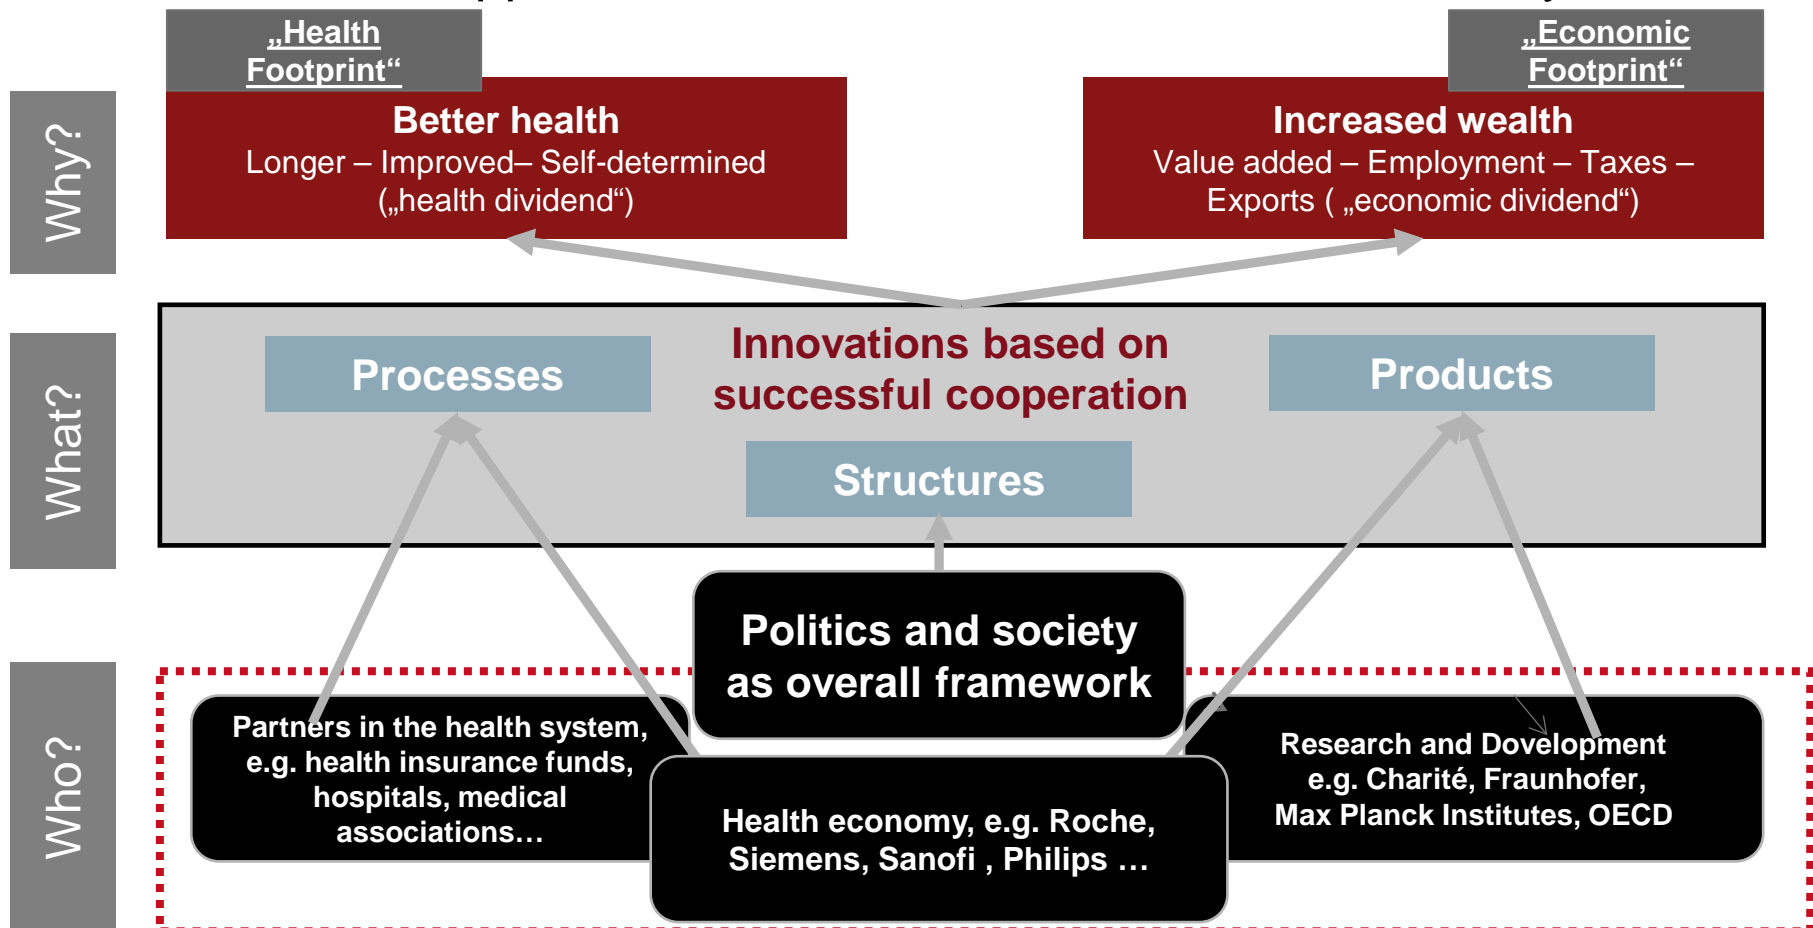 „Health
Footprint“
„Economic
Footprint“
Why?
Better health
Longer – Improved– Self-determined
(„health dividend“)
Increased wealth
Value added – Employment – Taxes –
Exports ( „economic dividend“)
What?
Innovations based on
successful cooperation
Processes
Products
Structures
Politics and society
as overall framework
Who?
Partners in the health system,
e.g. health insurance funds,
hospitals, medical
associations…
Health economy, e.g. Roche,
Siemens, Sanofi , Philips …
Research and Dovelopment
e.g. Charité, Fraunhofer,
Max Planck Institutes, OECD